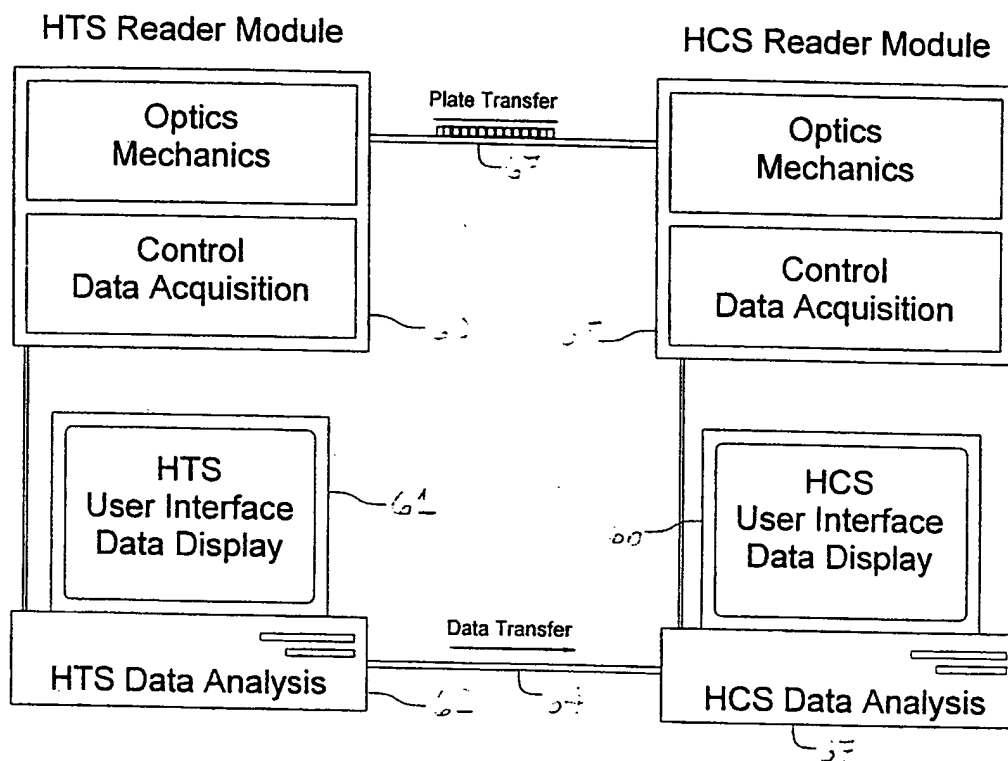 HTS Reader Module
HCS Reader Module
Optics
Mechanics
Control
Data Acquisition
Plate Transfer
Optics
Mechanics
Control
Data Acquisition
HTS
User Interface
Data Display
HCS
User Interface
Data Display
HTS Data Analysis
Data Transfer
HCS Data Analysis